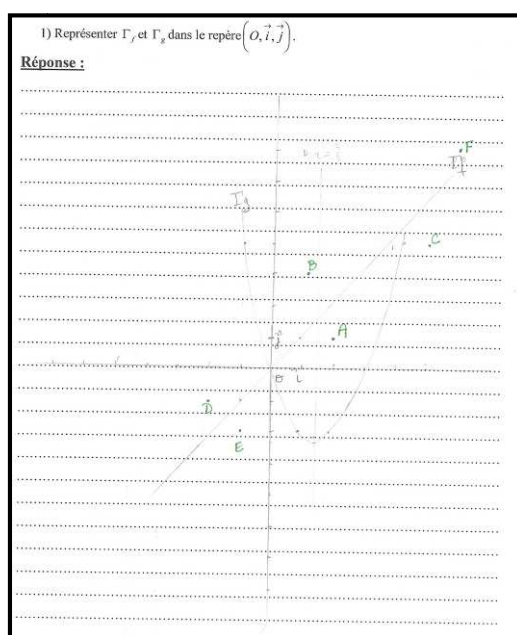 1) Représenter Γf et Γg dans le repère (O, i⃗, j⃗).
Réponse :
F
Γf
Γg
C
B
A
j⃗
O i⃗
D
E